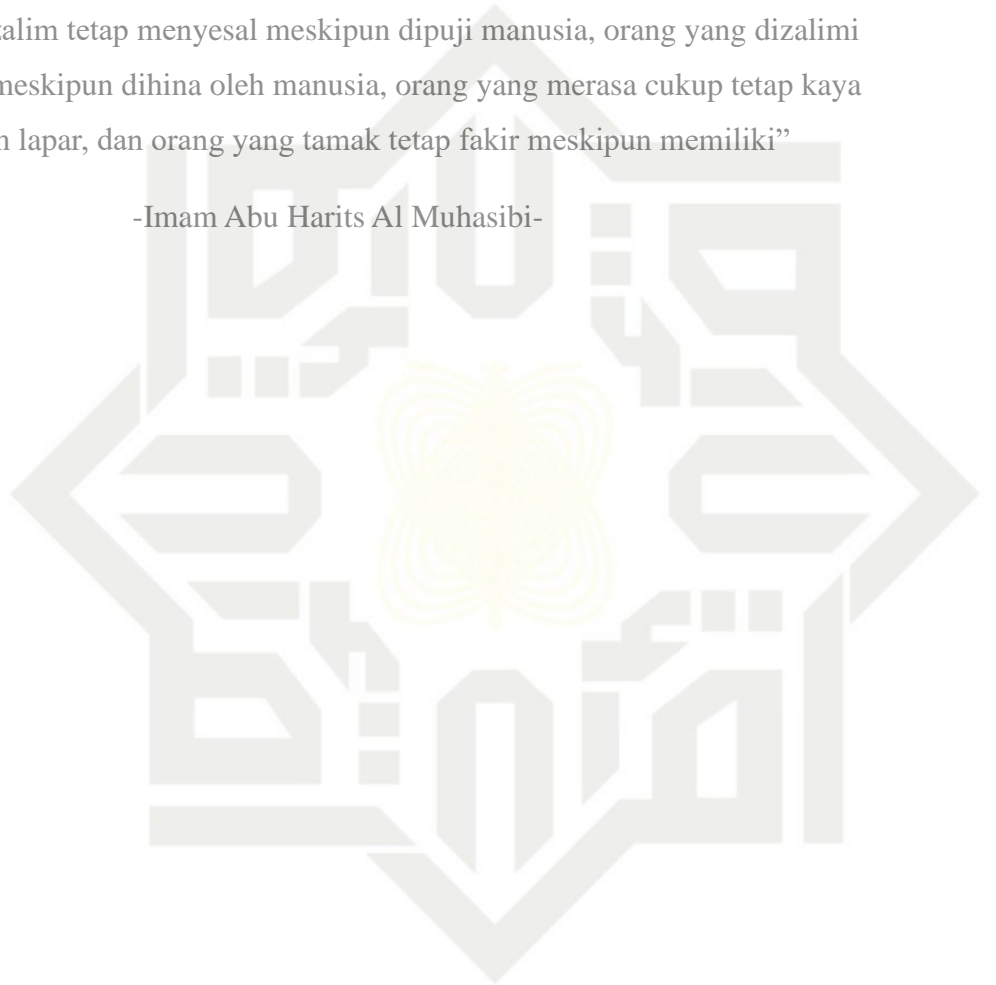 zalim tetap menyesal meskipun dipuji manusia, orang yang dizalimi
meskipun dihina oleh manusia, orang yang merasa cukup tetap kaya
lapar, dan orang yang tamak tetap fakir meskipun memiliki”
-Imam Abu Harits Al Muhasibi-